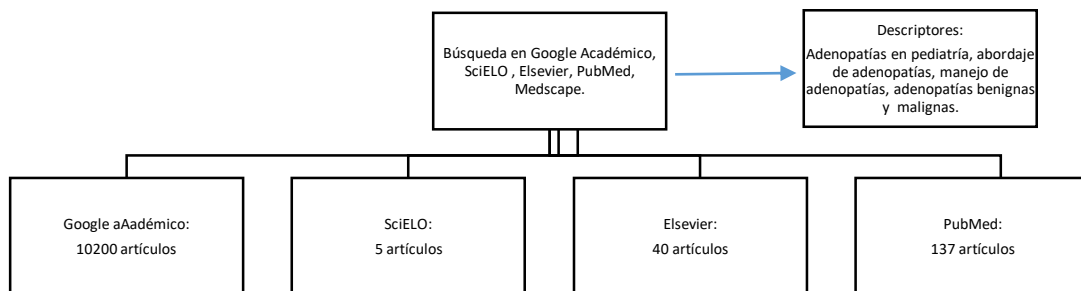 Búsqueda en Google Académico,
SciELO , Elsevier, PubMed,
Medscape.
Descriptores:
Adenopatías en pediatría, abordaje
de adenopatías, manejo de
adenopatías, adenopatías benignas
y malignas.
Google aAadémico:
10200 artículos
SciELO:
5 artículos
Elsevier:
40 artículos
PubMed:
137 artículos